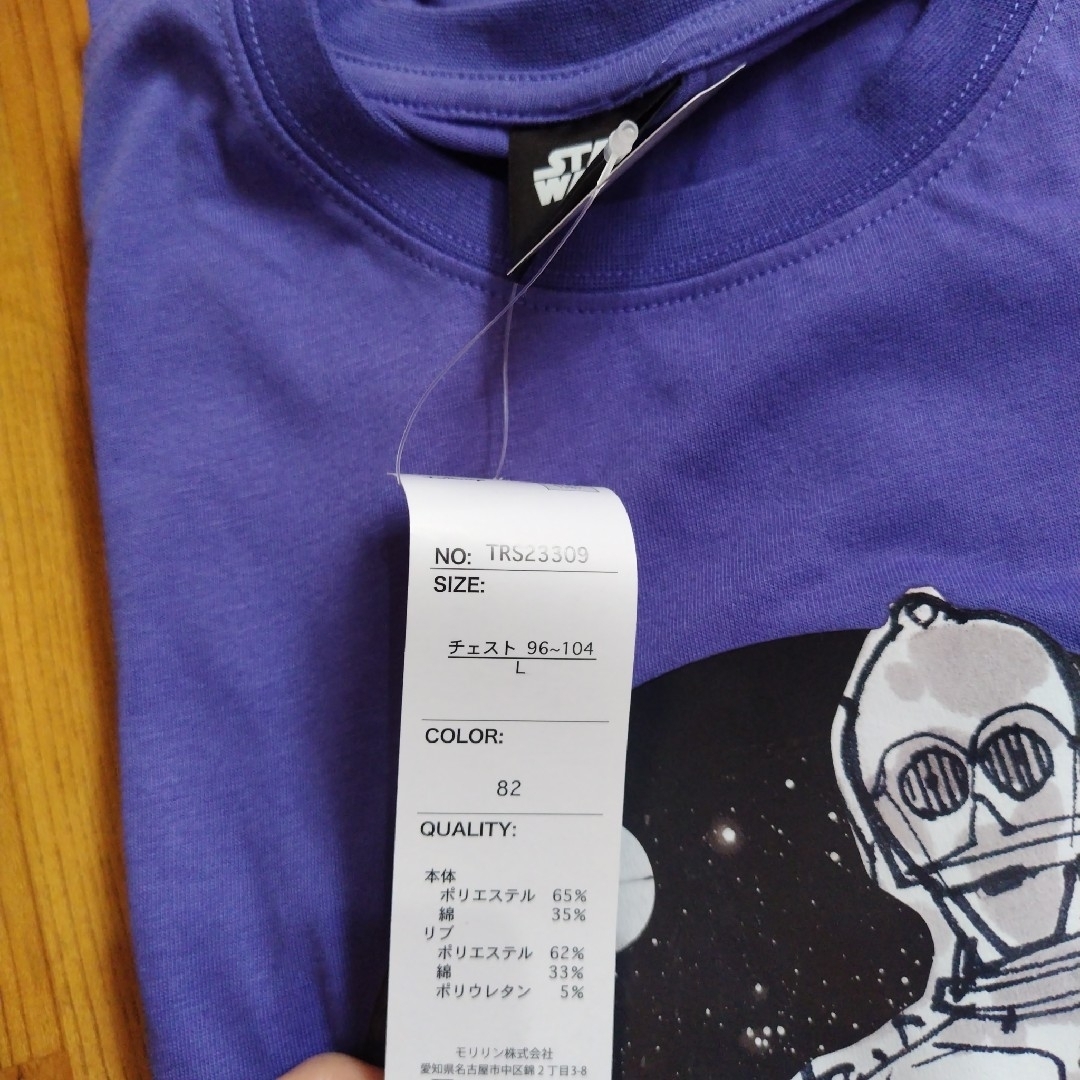 STAR
WARS
NO: TRS23309
SIZE:
チェスト 96~104
L
COLOR:
82
QUALITY:
本体
ポリエステル 65%
綿 35%
リブ
ポリエステル 62%
綿 33%
ポリウレタン 5%
モリリン株式会社
愛知県名古屋市中区錦2丁目3-8